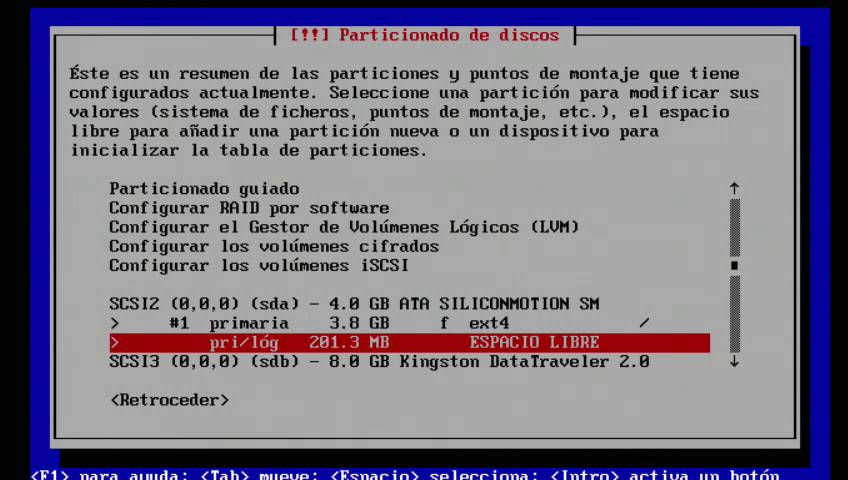 [!!] Particionado de discos
Éste es un resumen de las particiones y puntos de montaje que tiene
configurados actualmente. Seleccione una partición para modificar sus
valores (sistema de ficheros, puntos de montaje, etc.), el espacio
libre para añadir una partición nueva o un dispositivo para
inicializar la tabla de particiones.
Particionado guiado
Configurar RAID por software
Configurar el Gestor de Volúmenes Lógicos (LVM)
Configurar los volúmenes cifrados
Configurar los volúmenes iSCSI
SCSI2 (0,0,0) (sda) - 4.0 GB ATA SILICONMOTION SM
> #1 primaria 3.8 GB f ext4 /
> pri/lóg 201.3 MB ESPACIO LIBRE
SCSI3 (0,0,0) (sdb) - 8.0 GB Kingston DataTraveler 2.0
<Retroceder>
<F1> para ayuda; <Tab> mueve; <Espacio> selecciona; <Intro> activa un botón